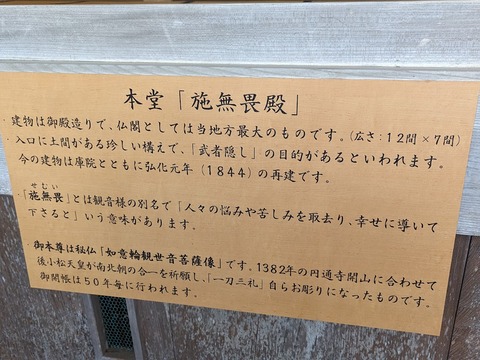 本堂「施無畏殿」
・建物は御殿造りで、仏閣としては当地方最大のものです。(広さ:12間×7間)
・入口に土間がある珍しい構えで、「武者隠し」の目的があるといわれます。
今の建物は庫院とともに弘化元年(1844)の再建です。
せむい
・「施無畏」とは観音様の別名で「人々の悩みや苦しみを取去り、幸せに導いて
下さると」いう意味があります。
・御本尊は秘仏「如意輪観世音菩薩像」です。1382年の円通寺開山に合わせて
後小松天皇が南北朝の合一を祈願し、「一刀三礼」自らお彫りになったものです。
御開帳は50年毎に行われます。